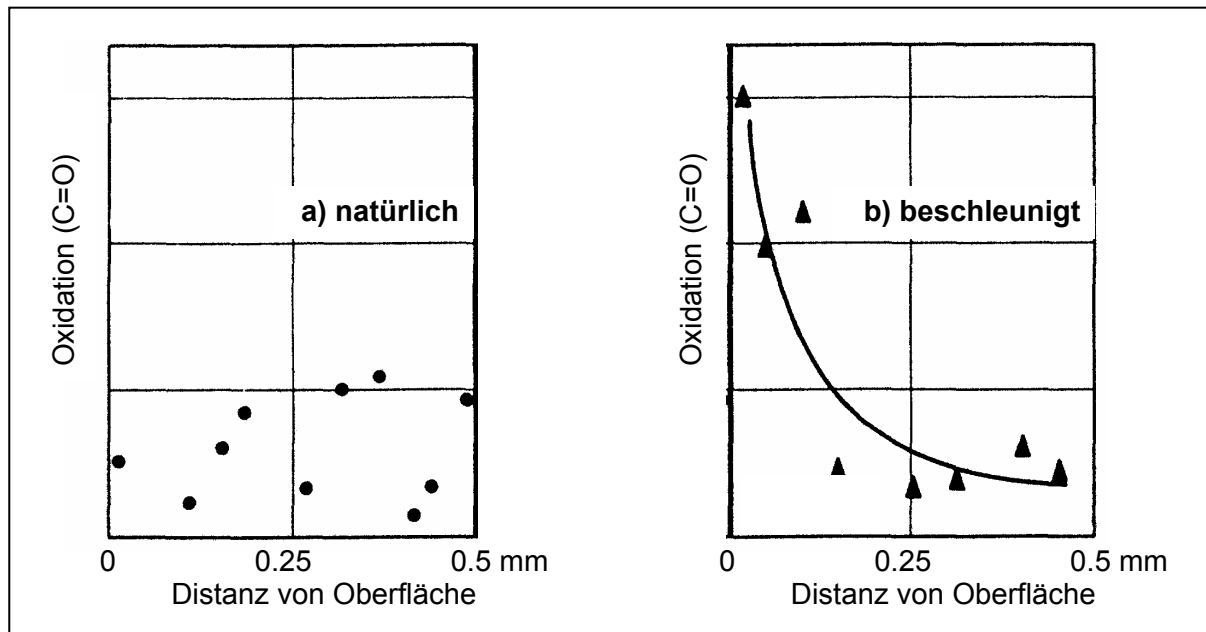 Oxidation (C=O)
a) natürlich
0
0.25
0.5 mm
Distanz von Oberfläche
Oxidation (C=O)
b) beschleunigt
0
0.25
0.5 mm
Distanz von Oberfläche